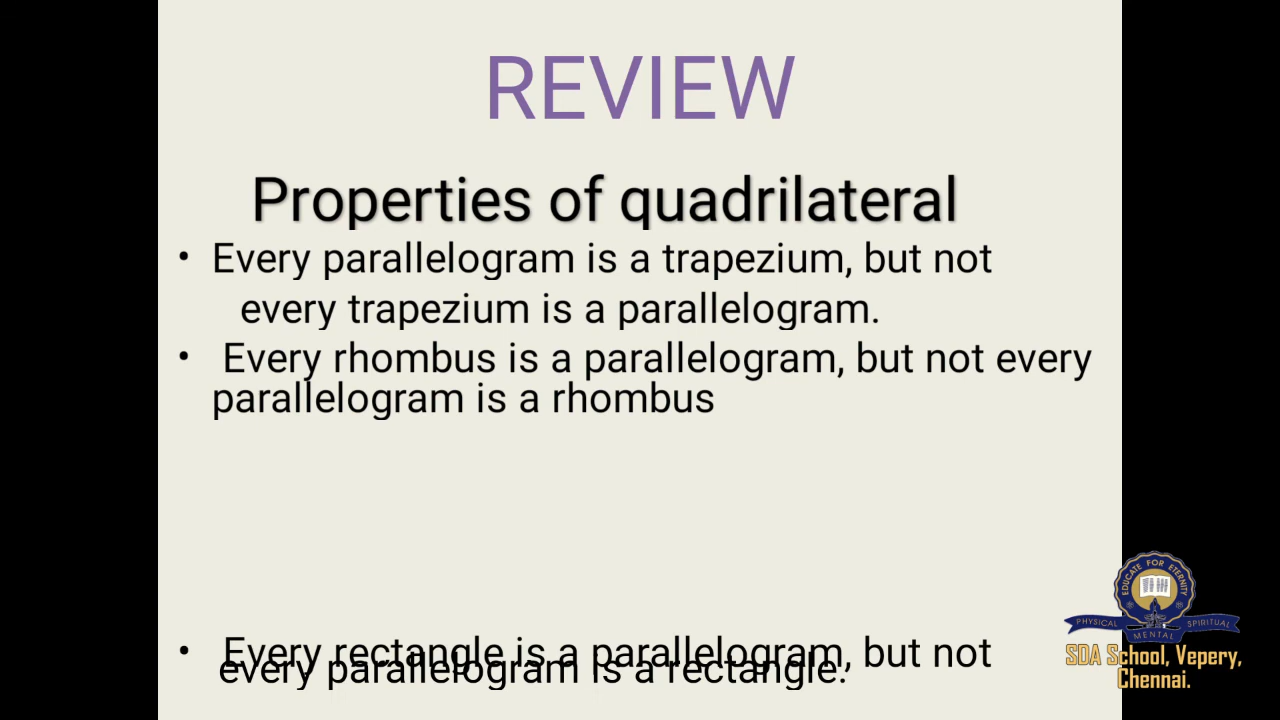 REVIEW
Properties of quadrilateral
• Every parallelogram is a trapezium, but not
every trapezium is a parallelogram.
• Every rhombus is a parallelogram, but not every
parallelogram is a rhombus
• Every rectangle is a parallelogram, but not
every parallelogram is a rectangle.
EDUCATE FOR ETERNITY
PHYSICAL MENTAL SPIRITUAL
SDA School, Vepery,
Chennai.